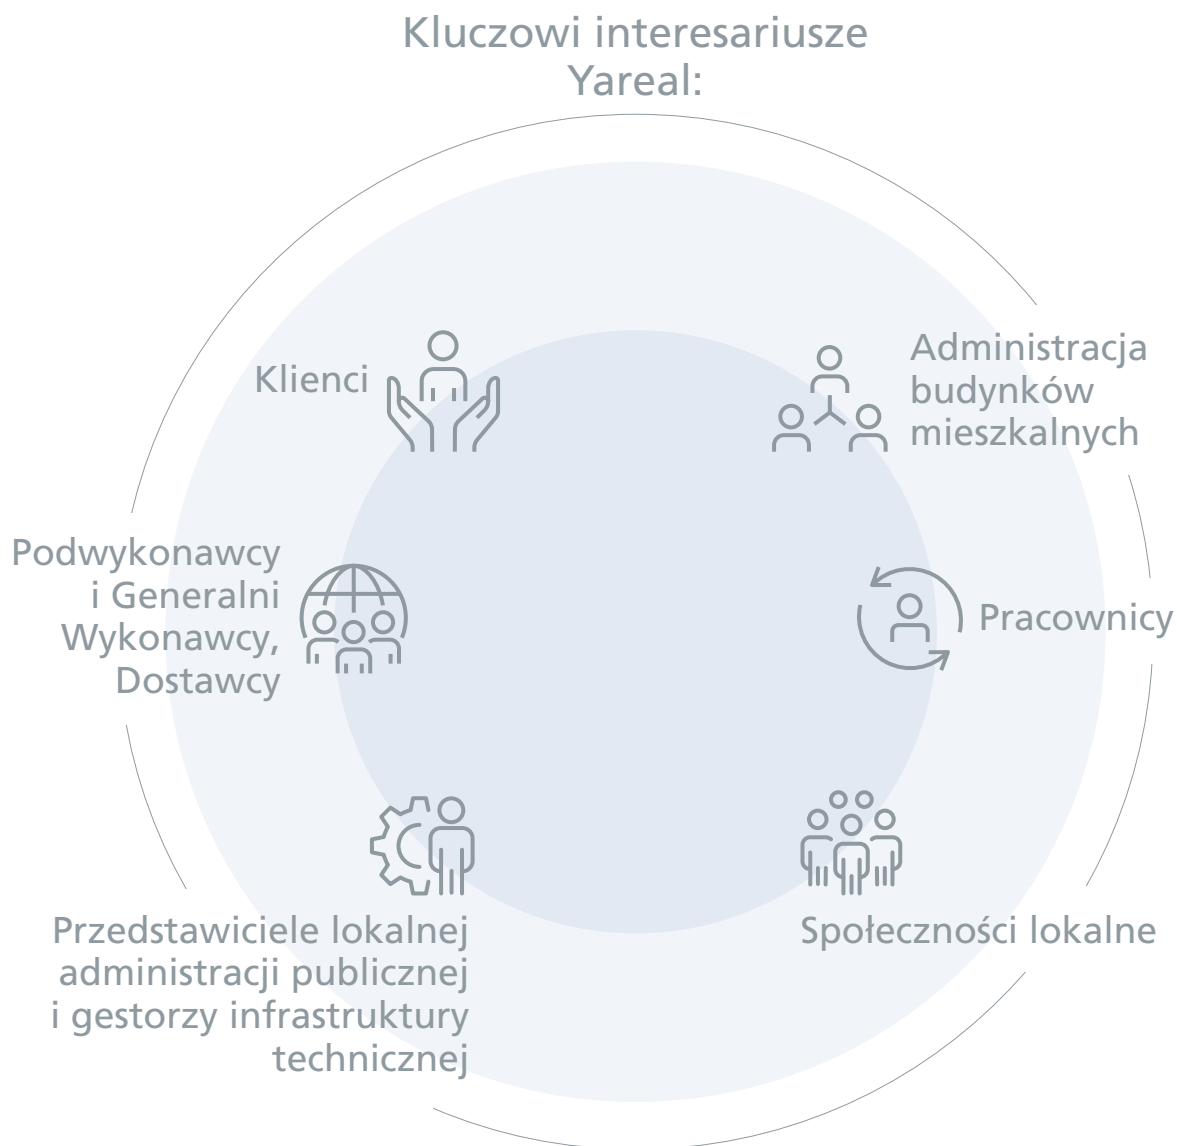 Kluczowi interesariusze
Yareal:
Klienci
Administracja
budynków
mieszkalnych
Podwykonawcy
i Generalni
Wykonawcy,
Dostawcy
Pracownicy
Przedstawiciele lokalnej
administracji publicznej
i gestorzy infrastruktury
technicznej
Społeczności lokalne